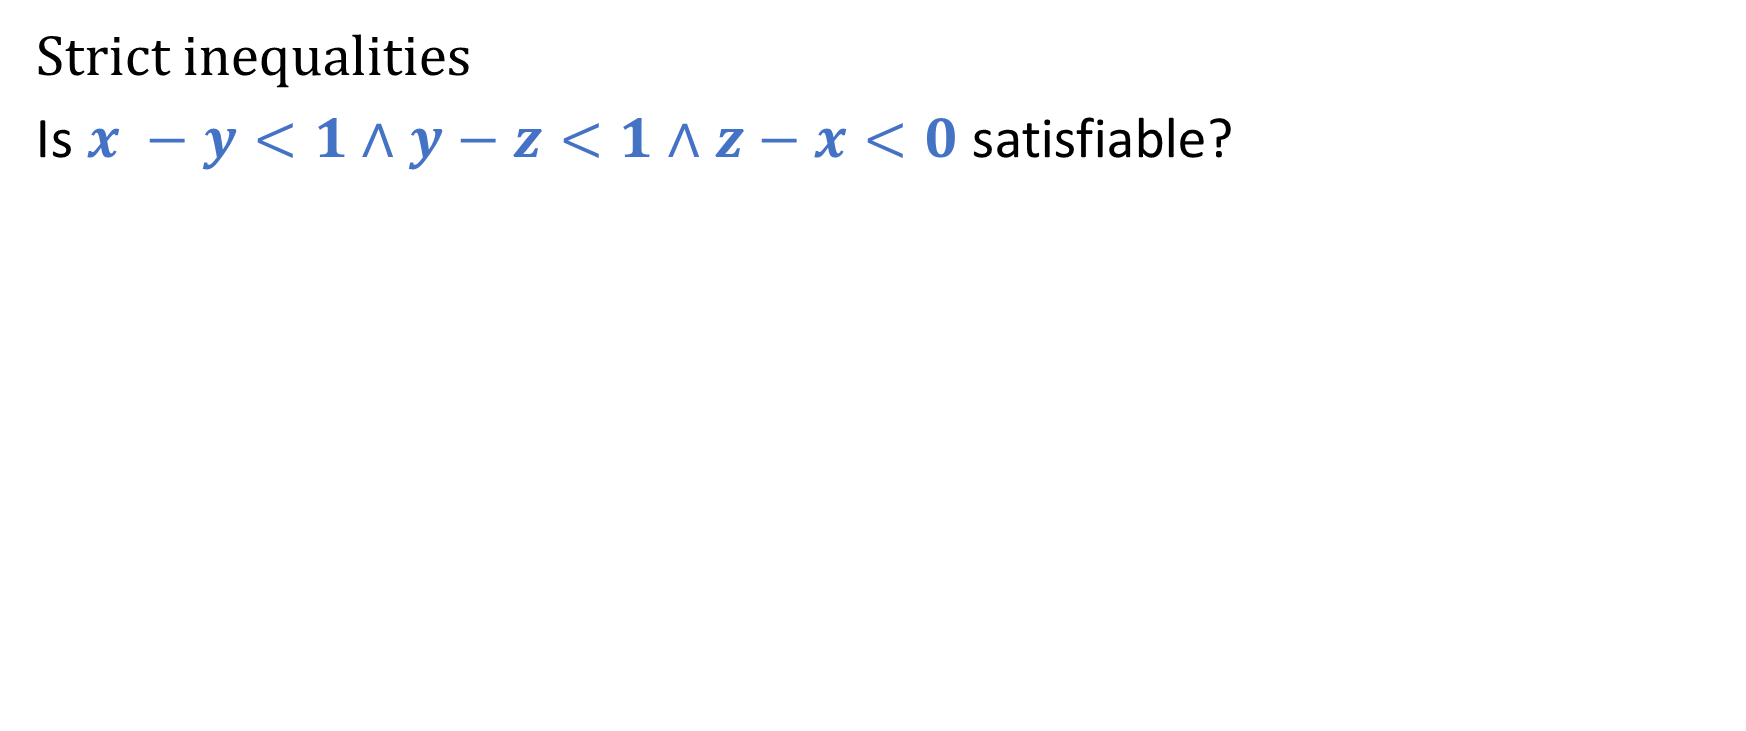 Strict inequalities
Is x − y < 1 ∧ y − z < 1 ∧ z − x < 0 satisfiable?